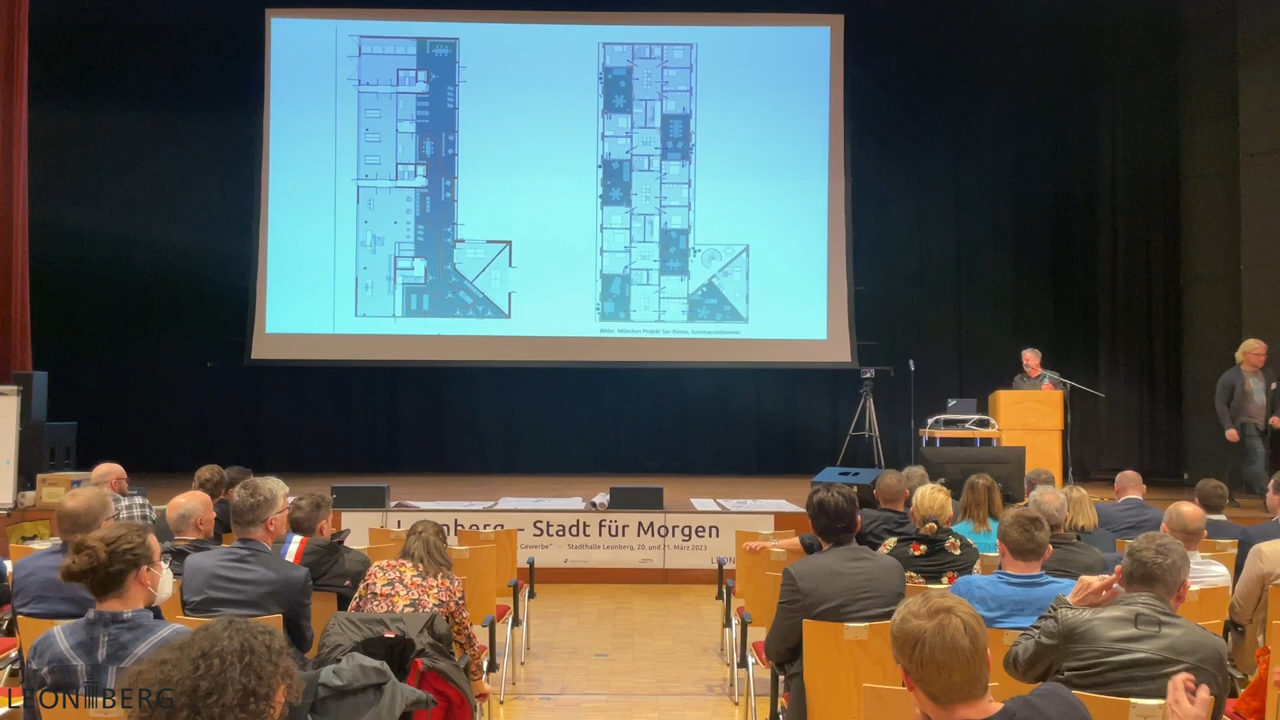 Bilder: München Projekt San Riemo, Summacumfemmer,
Leonberg – Stadt für Morgen
Gewerbe" - Stadthalle Leonberg, 20. und 21. März 2023
LEON
LEONBERG